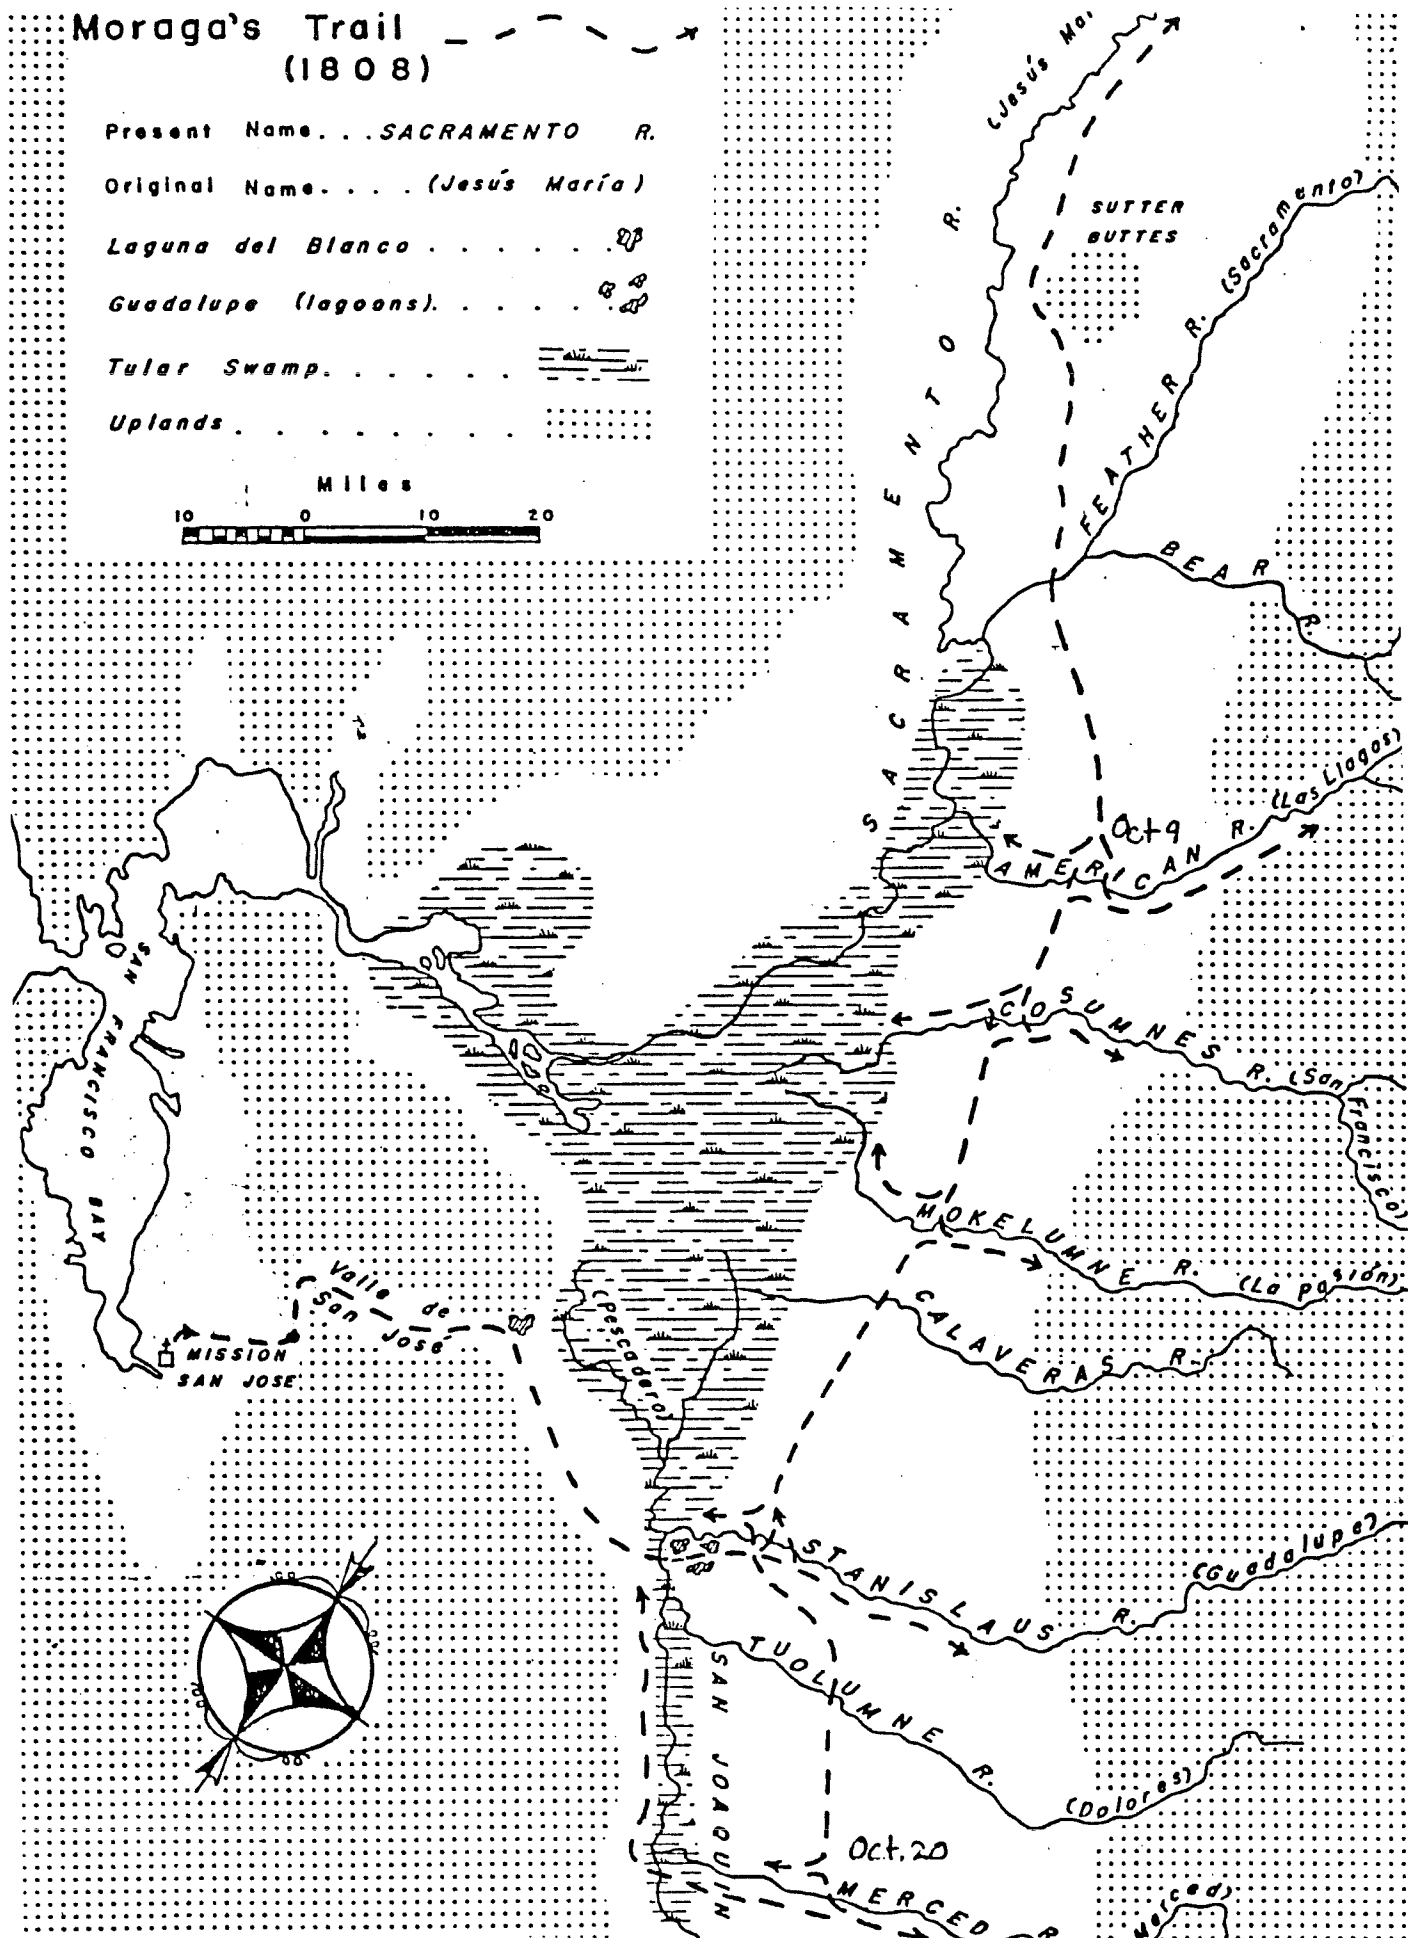 Moraga's Trail
(1808)
Present Name. . . SACRAMENTO R.
Original Name. . . . (Jesús María)
Laguna del Blanco . . . . . .
Guadalupe (lagoons). . . . . .
Tular Swamp. . . . . .
Uplands . . . . . . . .
Miles
10 0 10 20
(Jesús Mar
SUTTER
BUTTES
SACRAMENTO R.
FEATHER R. (Sacramento)
BEAR R.
Oct 9
AMERICAN R. (Las Llagas)
SAN FRANCISCO BAY
COSUMNES R. (San Francisco)
MOKELUMNE R. (La Pasión)
CALAVERAS R.
Valle de
San José
MISSION
SAN JOSE
(Pescadero)
STANISLAUS R. (Guadalupe)
TUOLUMNE R. (Dolores)
SAN JOAQUÍN
Oct. 20
MERCED R
Merced)